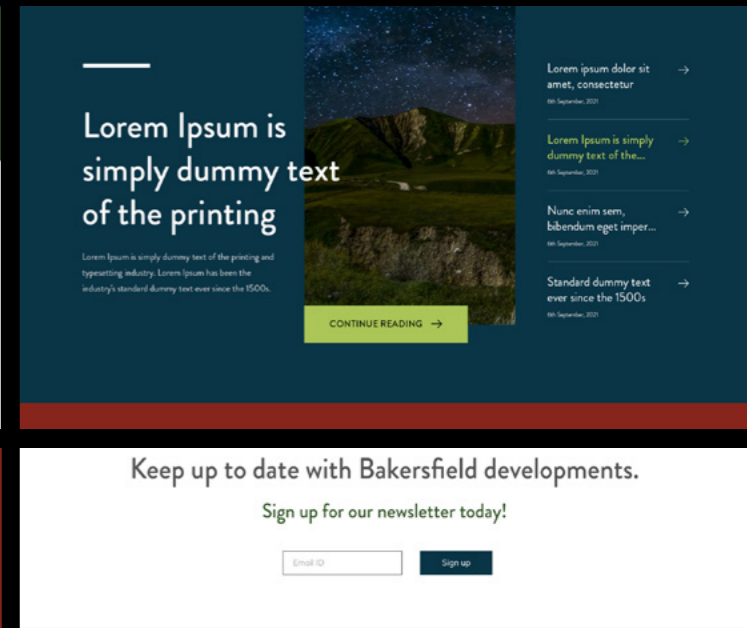 Lorem Ipsum is
simply dummy text
of the printing
Lorem Ipsum is simply dummy text of the printing and
typesetting industry. Lorem Ipsum has been the
industry's standard dummy text ever since the 1500s.
CONTINUE READING →
Lorem ipsum dolor sit →
amet, consectetur
6th September, 2021
Lorem Ipsum is simply →
dummy text of the...
6th September, 2021
Nunc enim sem, →
bibendum eget imper...
6th September, 2021
Standard dummy text →
ever since the 1500s
6th September, 2021
Keep up to date with Bakersfield developments.
Sign up for our newsletter today!
Email ID
Sign up